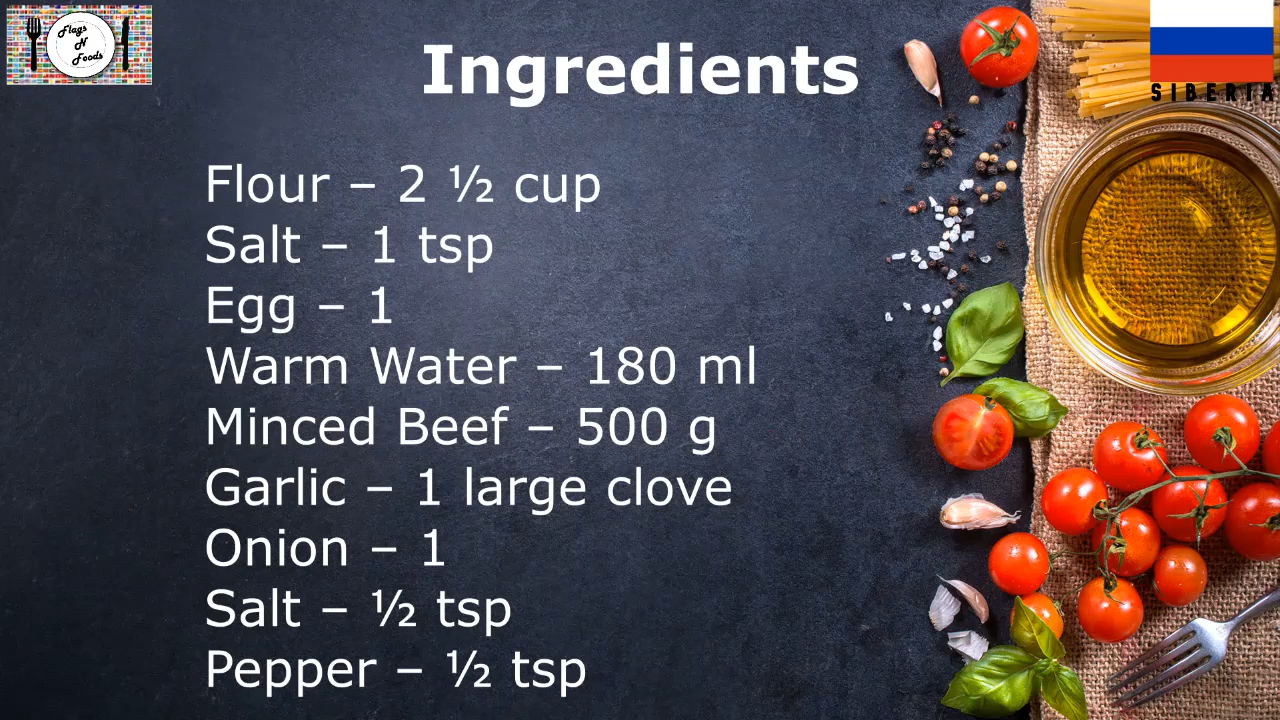 Flags
N
Foods
Ingredients
SIBERIA
Flour – 2 ½ cup
Salt – 1 tsp
Egg – 1
Warm Water – 180 ml
Minced Beef – 500 g
Garlic – 1 large clove
Onion – 1
Salt – ½ tsp
Pepper – ½ tsp